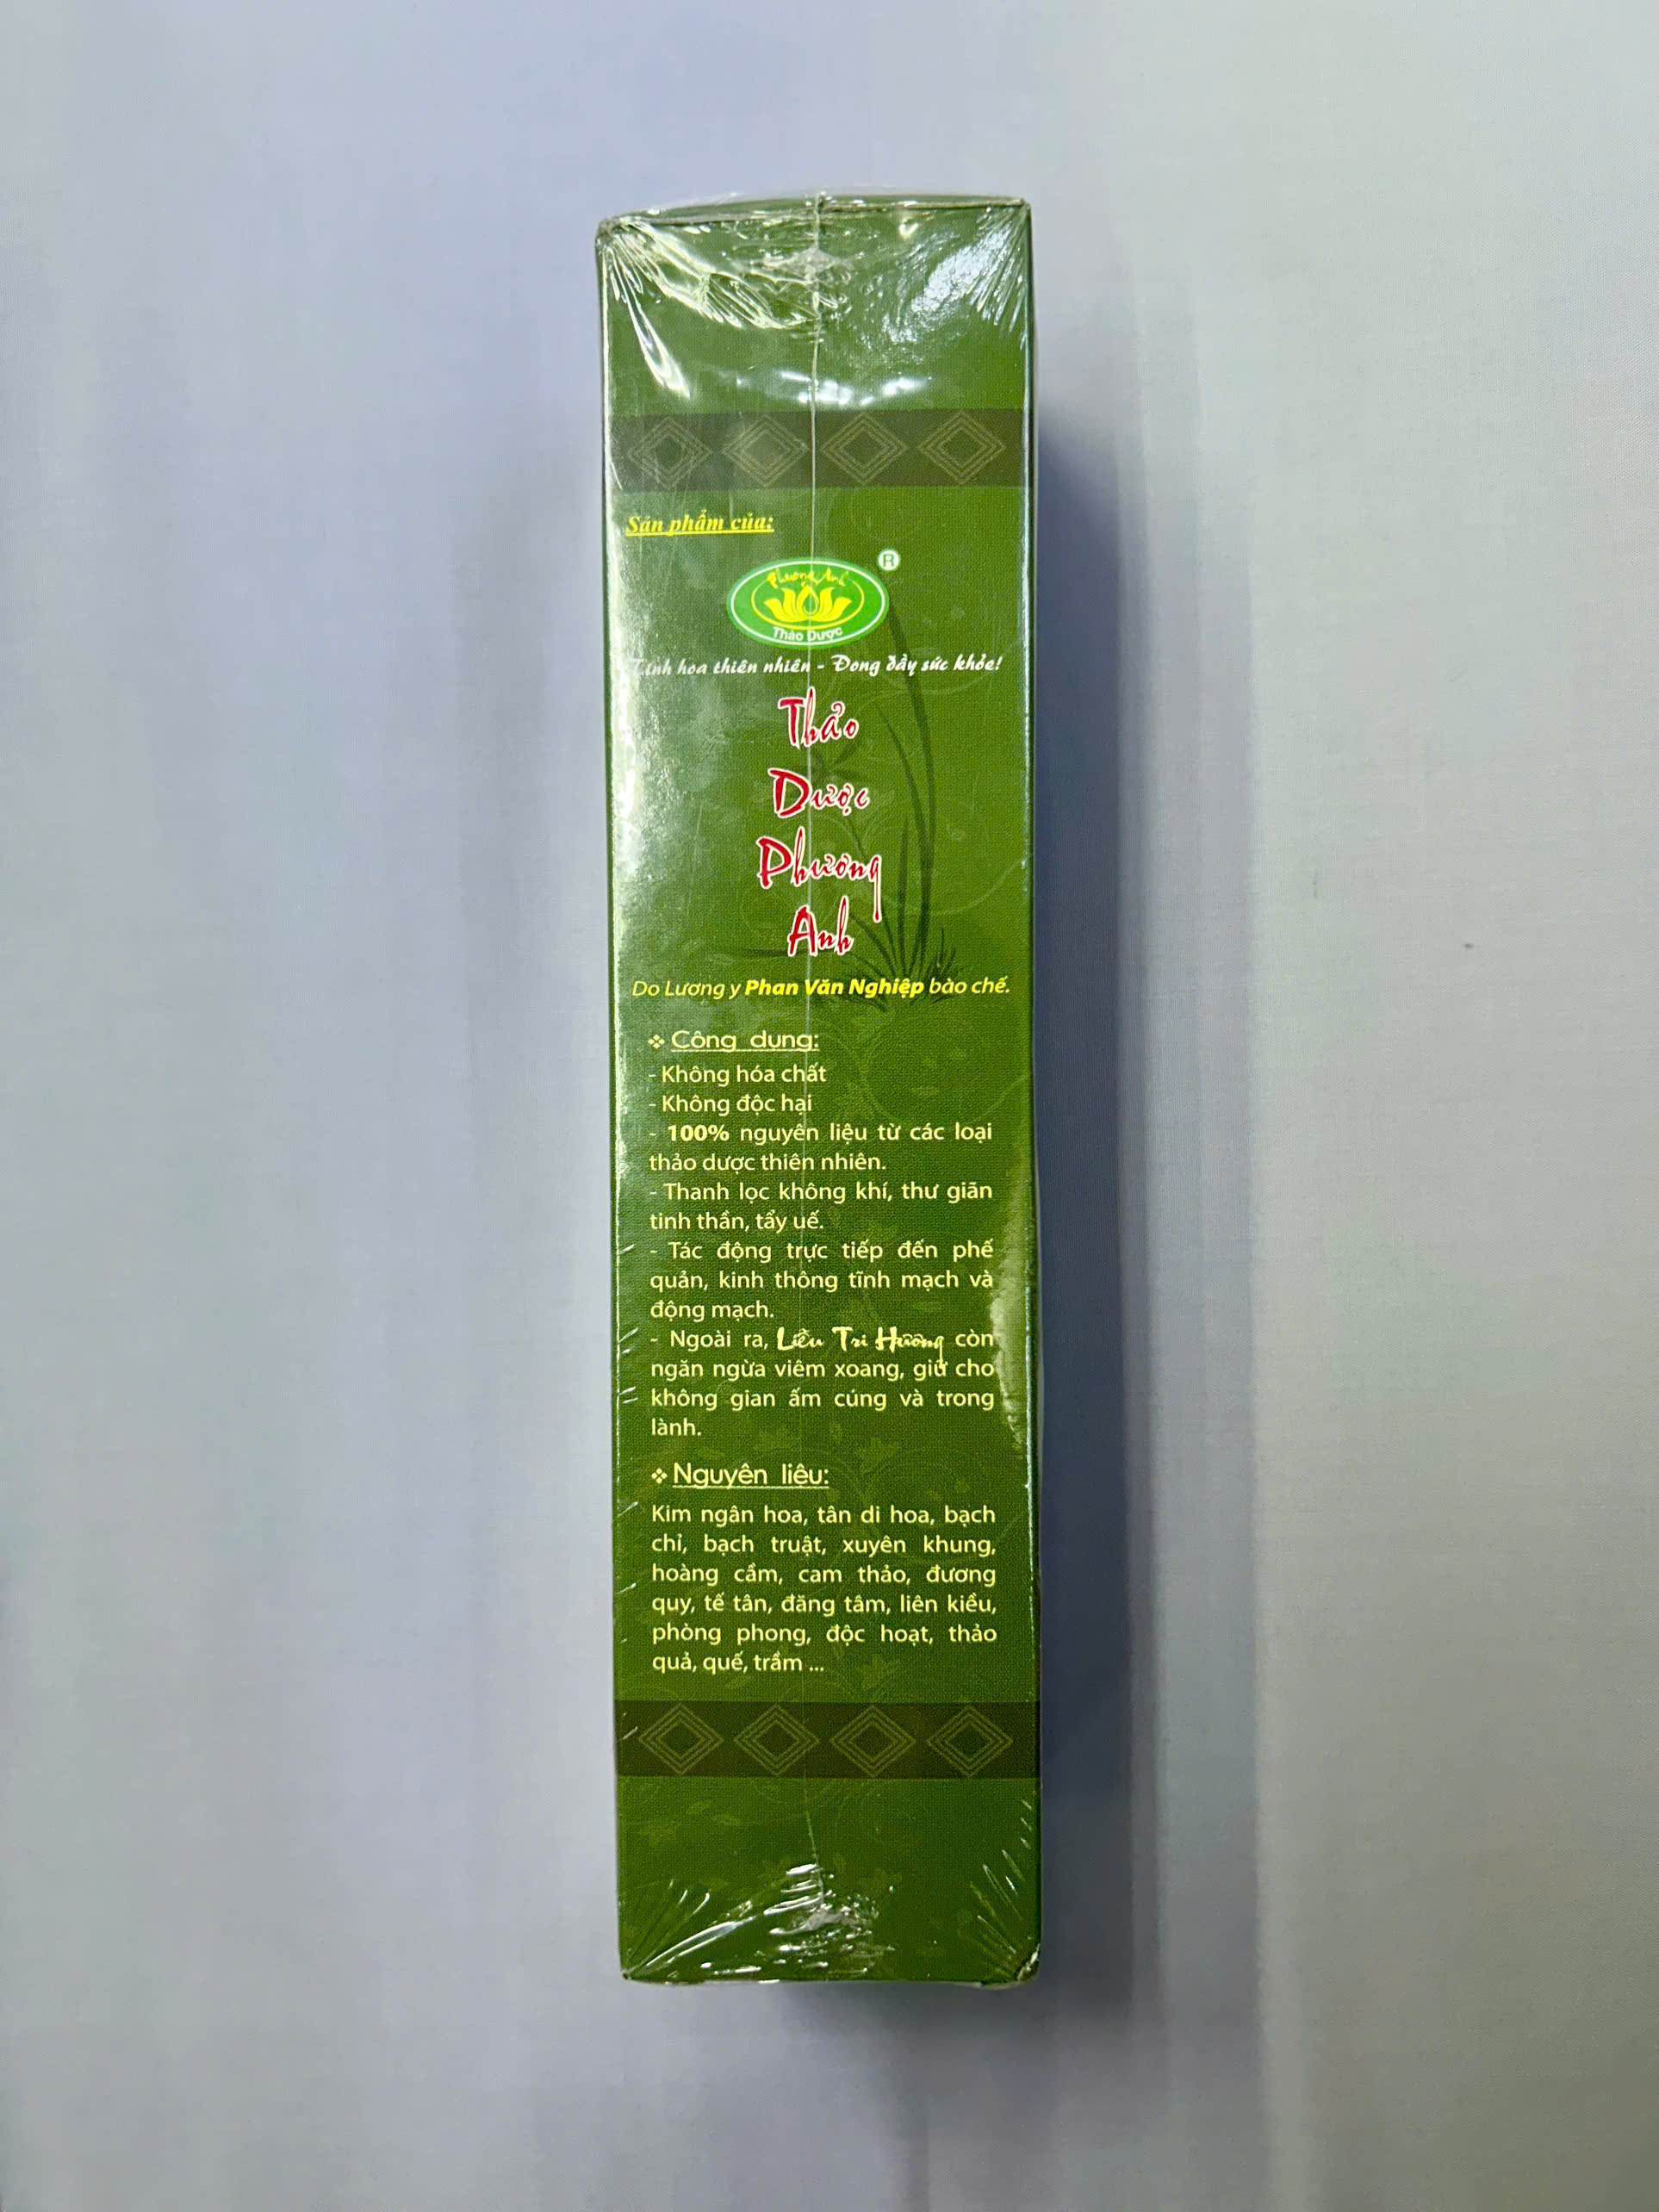 Sản phẩm của:
®
Phương Anh
Thảo Dược
Tinh hoa thiên nhiên - Đong đầy sức khỏe!
Thảo
Dược
Phương
Anh
Do Lương y Phan Văn Nghiệp bào chế.
❖ Công dụng:
- Không hóa chất
- Không độc hại
- 100% nguyên liệu từ các loại
thảo dược thiên nhiên.
- Thanh lọc không khí, thư giãn
tinh thần, tẩy uế.
- Tác động trực tiếp đến phế
quản, kinh thông tĩnh mạch và
động mạch.
- Ngoài ra, Liễu Tri Hương còn
ngăn ngừa viêm xoang, giữ cho
không gian ấm cúng và trong
lành.
❖ Nguyên liệu:
Kim ngân hoa, tân di hoa, bạch
chỉ, bạch truật, xuyên khung,
hoàng cầm, cam thảo, đương
quy, tế tân, đăng tâm, liên kiều,
phòng phong, độc hoạt, thảo
quả, quế, trầm ...